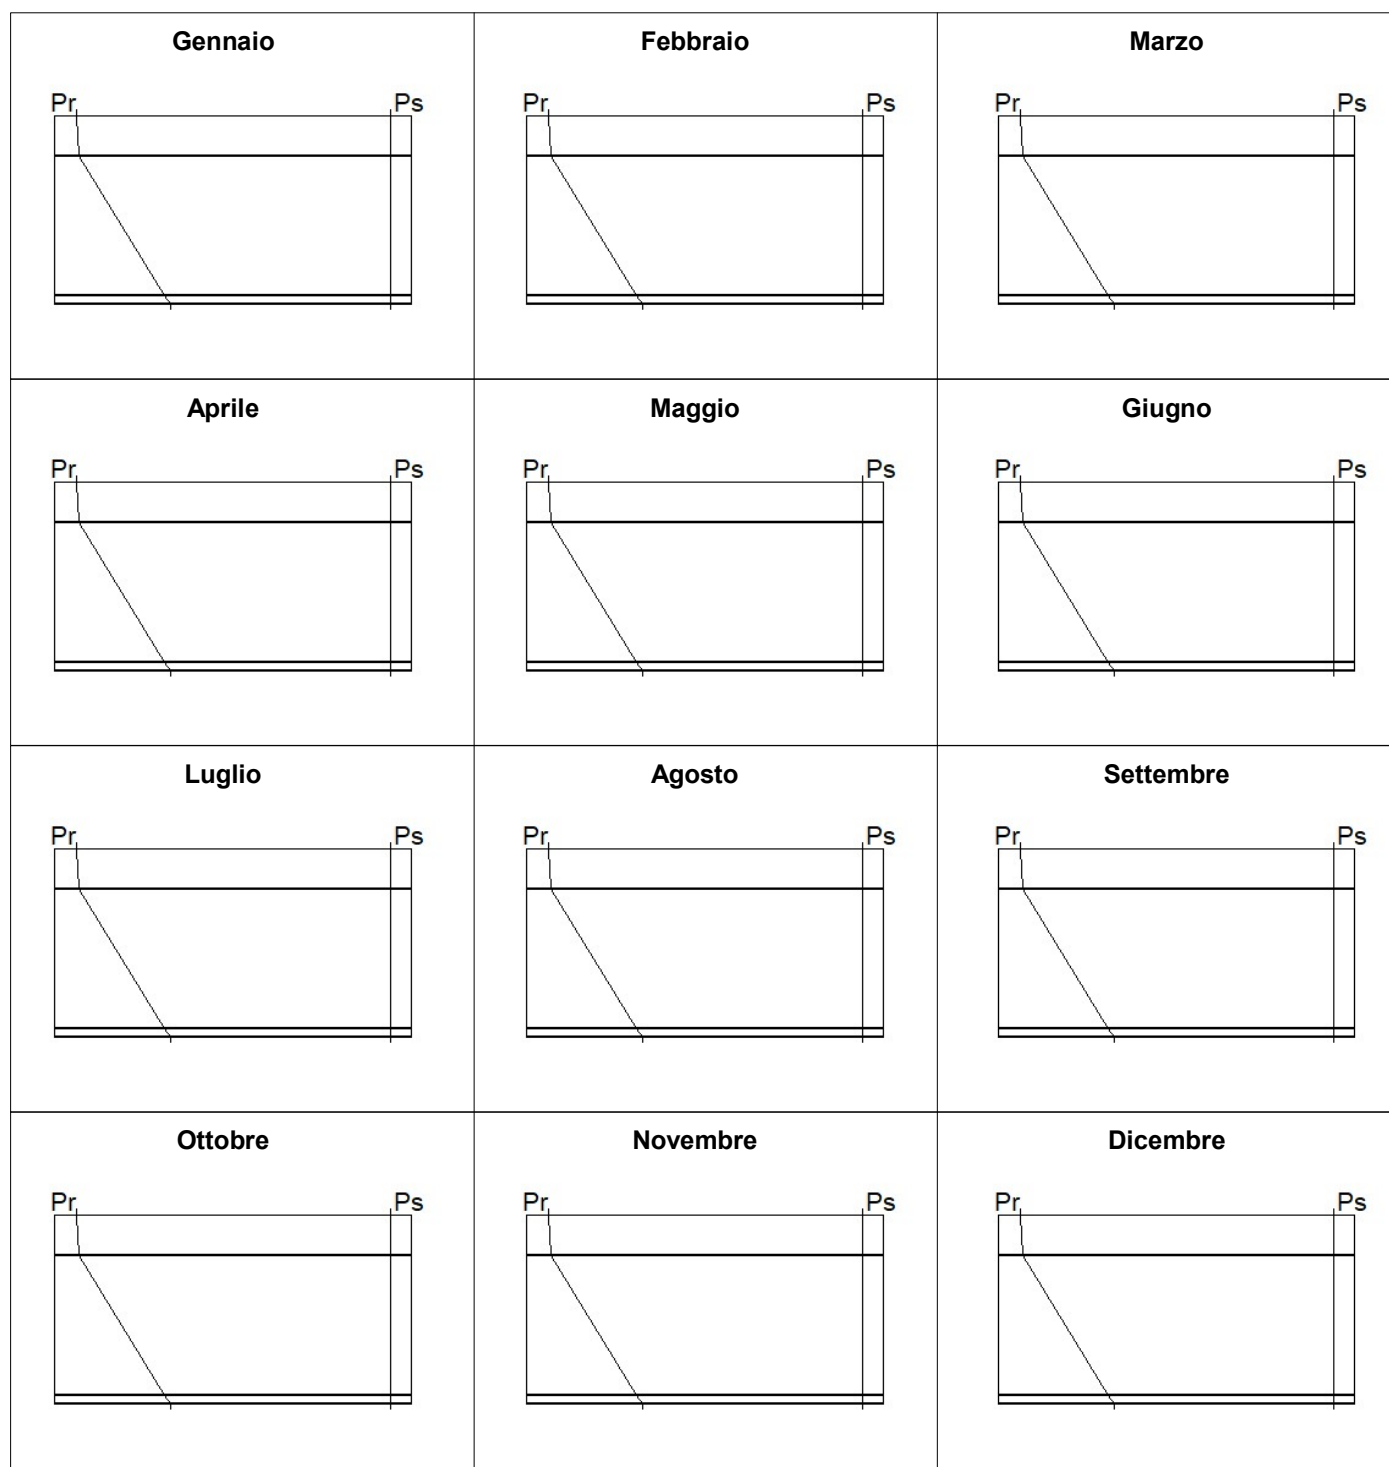 Gennaio Febbraio Marzo
Pr Ps Pr Ps Pr Ps
Aprile Maggio Giugno
Pr Ps Pr Ps Pr Ps
Luglio Agosto Settembre
Pr Ps Pr Ps Pr Ps
Ottobre Novembre Dicembre
Pr Ps Pr Ps Pr Ps